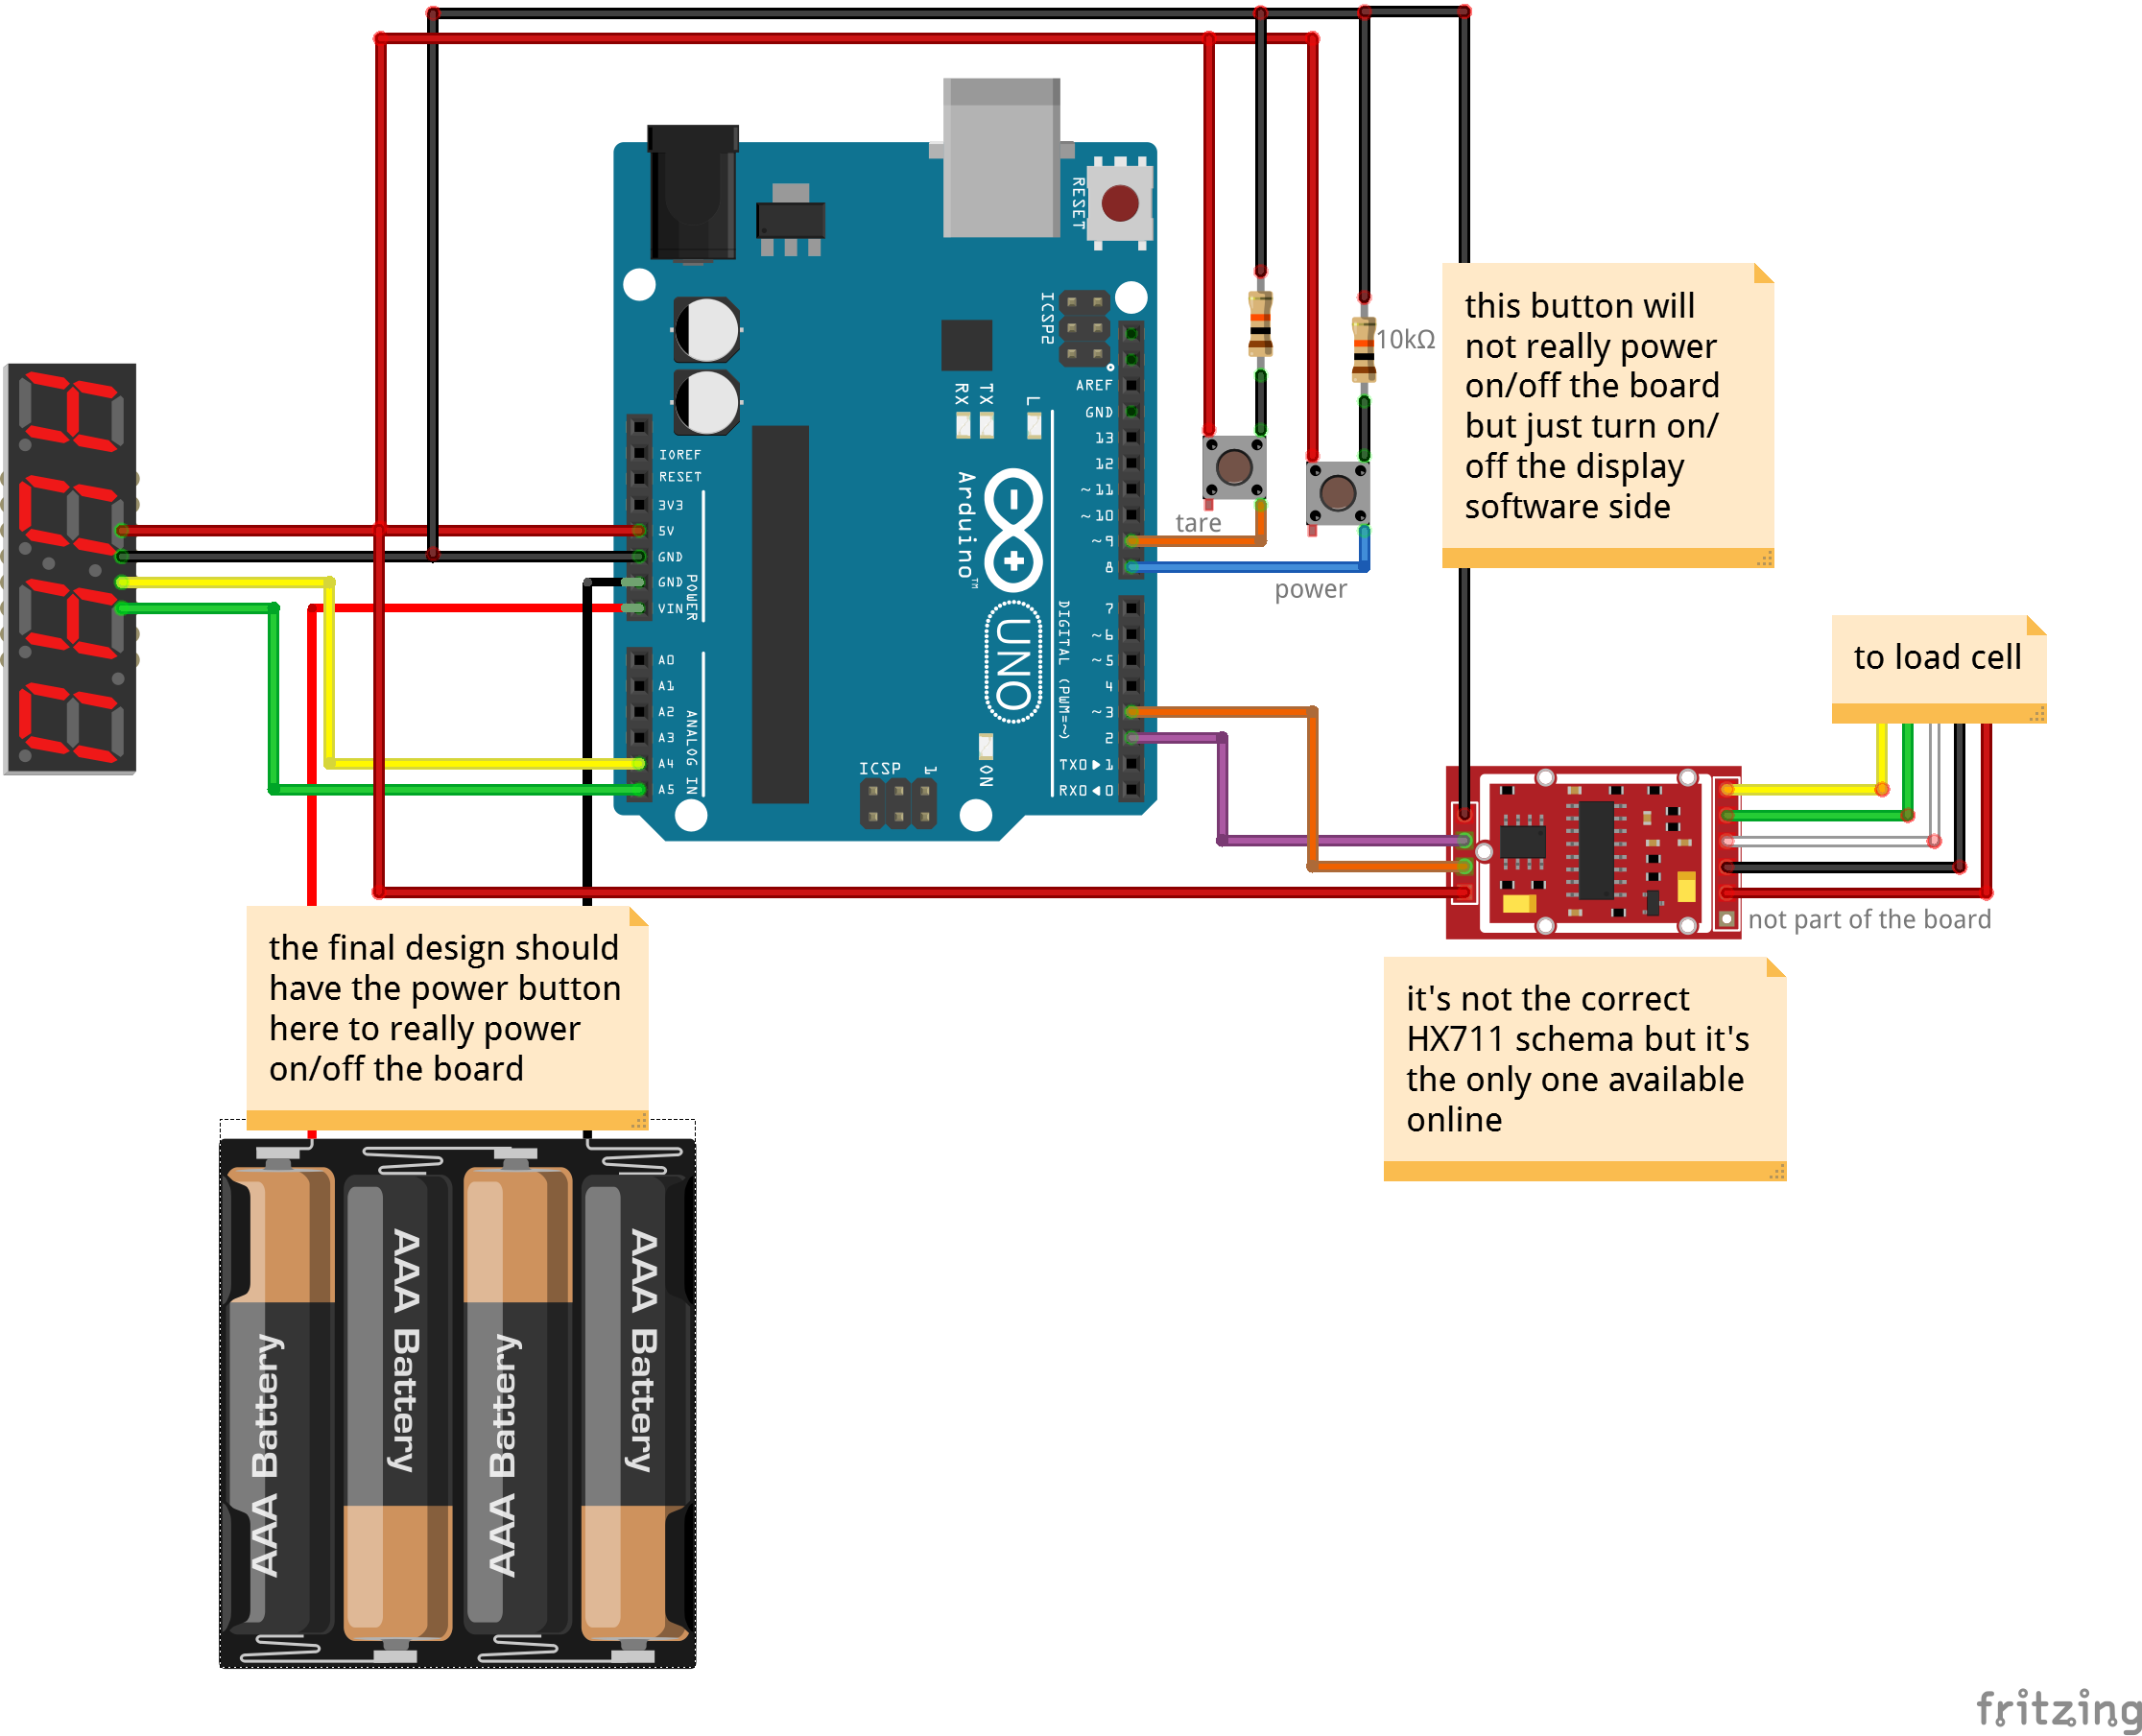 RESET
this button will
not really power
on/off the board
but just turn on/
off the display
software side
10kΩ
ICSP2
RX
TX
L
AREF
GND
13
12
~11
~10
~9
8
7
~6
~5
4
~3
2
TX0▶1
RX0◀0
IOREF
RESET
3V3
5V
GND
GND
VIN
POWER
A0
A1
A2
A3
A4
A5
ANALOG IN
Arduino™
UNO
DIGITAL (PWM=~)
ICSP
1
ON
tare
power
to load cell
not part of the board
the final design should
have the power button
here to really power
on/off the board
it's not the correct
HX711 schema but it's
the only one available
online
AAA Battery
AAA Battery
AAA Battery
AAA Battery
fritzing